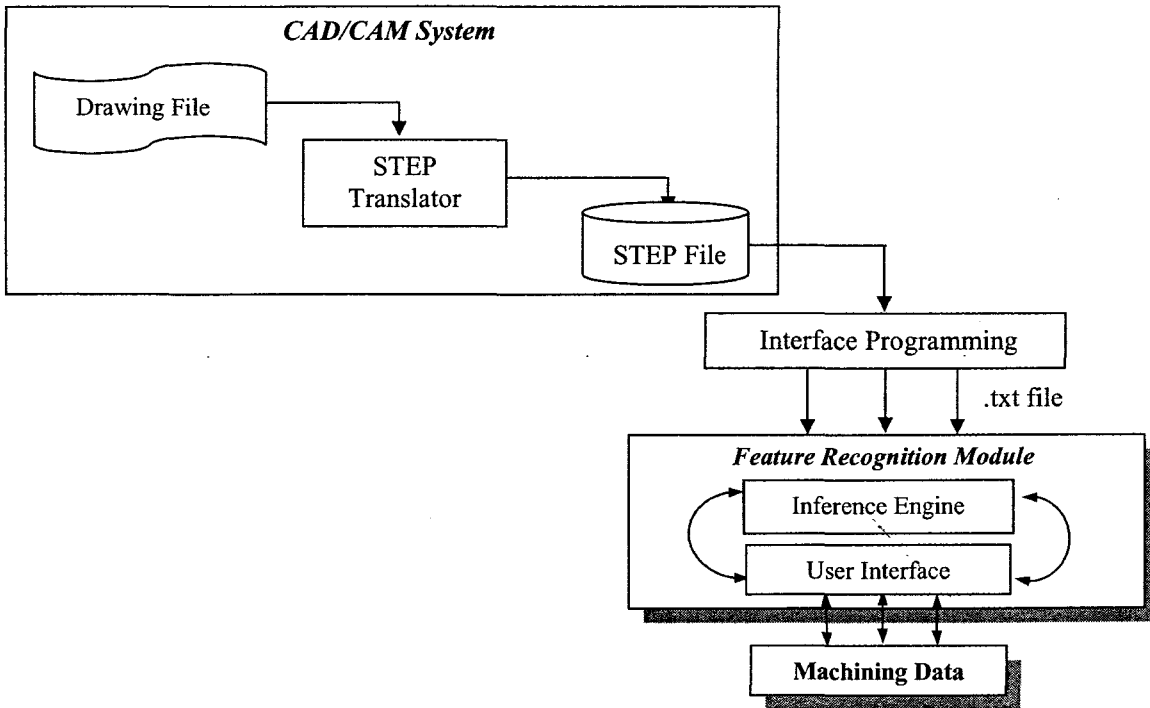 CAD/CAM System
Drawing File
STEP
Translator
STEP File
Interface Programming
.txt file
Feature Recognition Module
Inference Engine
User Interface
Machining Data